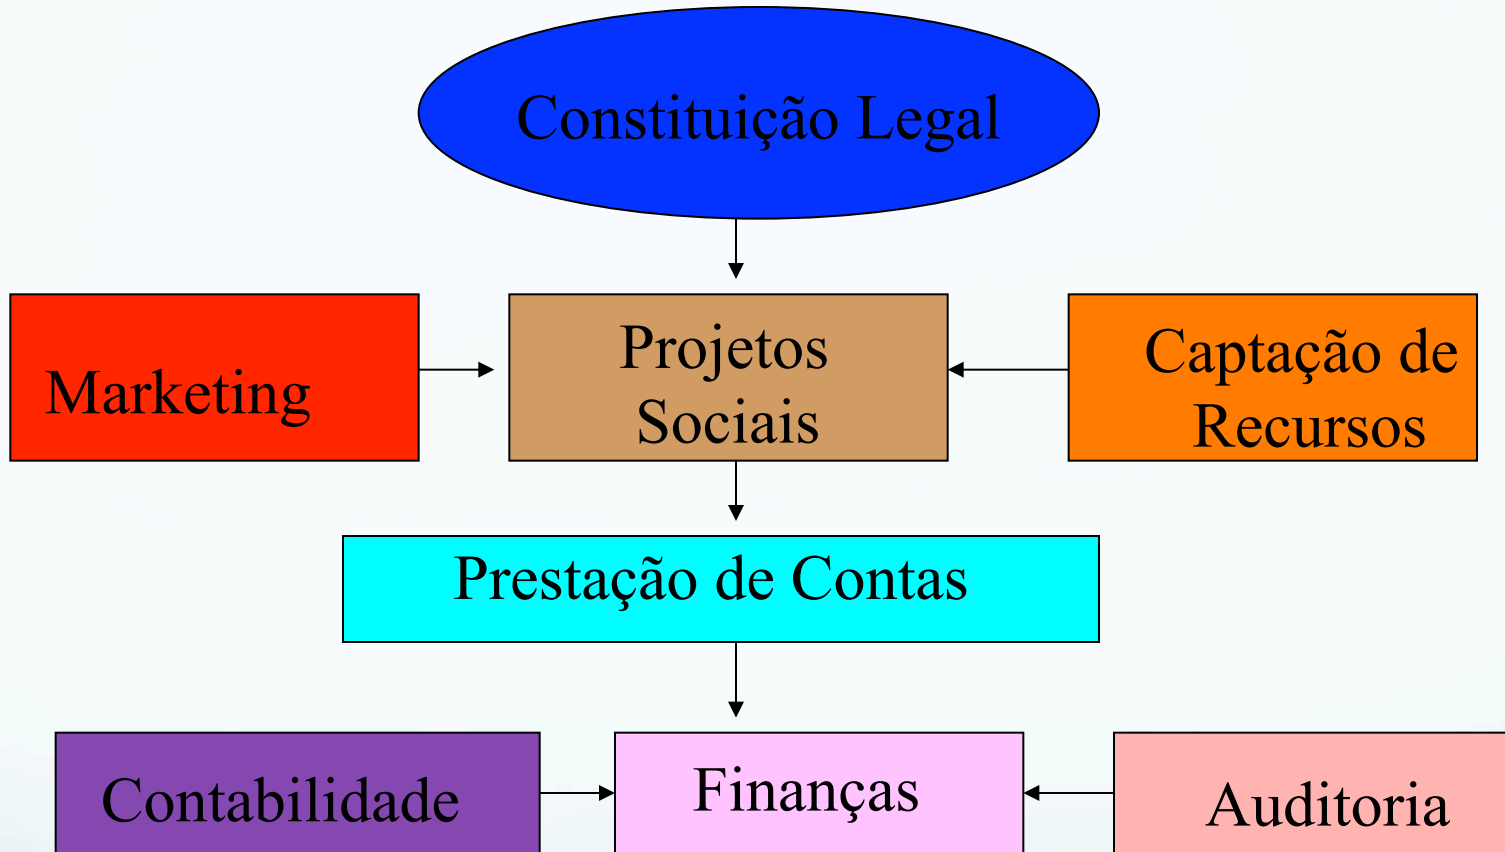 Constituição Legal
Marketing
Projetos
Sociais
Captação de
Recursos
Prestação de Contas
Contabilidade
Finanças
Auditoria